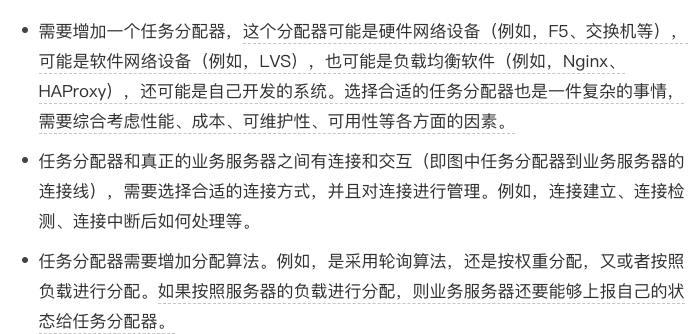 • 需要增加一个任务分配器，这个分配器可能是硬件网络设备（例如，F5、交换机等），
可能是软件网络设备（例如，LVS），也可能是负载均衡软件（例如，Nginx、
HAProxy），还可能是自己开发的系统。选择合适的任务分配器也是一件复杂的事情，
需要综合考虑性能、成本、可维护性、可用性等各方面的因素。
• 任务分配器和真正的业务服务器之间有连接和交互（即图中任务分配器到业务服务器的
连接线），需要选择合适的连接方式，并且对连接进行管理。例如，连接建立、连接检
测、连接中断后如何处理等。
• 任务分配器需要增加分配算法。例如，是采用轮询算法，还是按权重分配，又或者按照
负载进行分配。如果按照服务器的负载进行分配，则业务服务器还要能够上报自己的状
态给任务分配器。